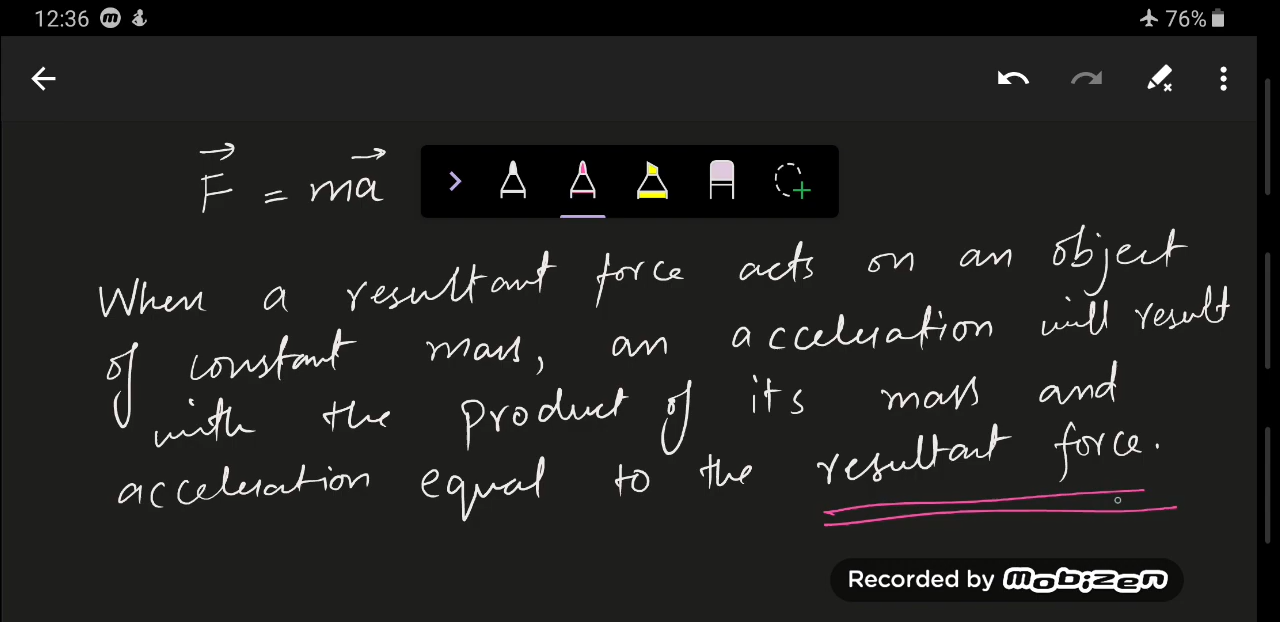 12:36 76%
F = ma
When a resultant force acts on an object
of constant mass, an acceleration will result
with the product of its mass and
acceleration equal to the resultant force.
Recorded by mobizen